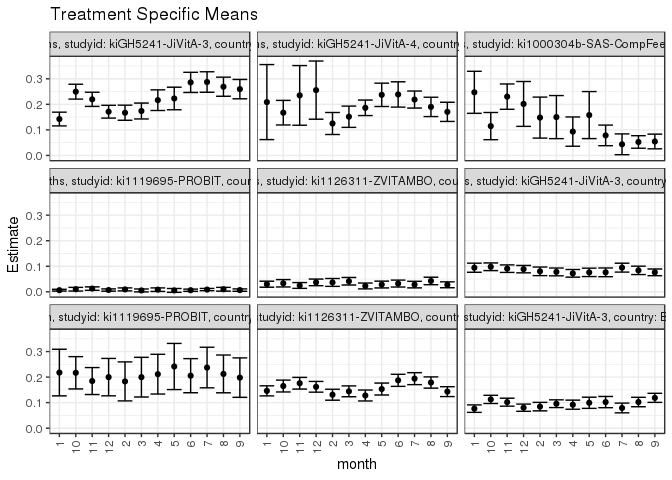 Treatment Specific Means
s, studyid: kiGH5241-JiVitA-3, country
s, studyid: kiGH5241-JiVitA-4, country
studyid: ki1000304b-SAS-CompFee
0.3
0.2
0.1
0.0
ths, studyid: ki1119695-PROBIT, coun
s, studyid: ki1126311-ZVITAMBO, cou
s, studyid: kiGH5241-JiVitA-3, country
0.3
0.2
0.1
0.0
studyid: ki1119695-PROBIT, country
studyid: ki1126311-ZVITAMBO, country
studyid: kiGH5241-JiVitA-3, country: B
0.3
0.2
0.1
0.0
Estimate
1 10 11 12 2 3 4 5 6 7 8 9
1 10 11 12 2 3 4 5 6 7 8 9
1 10 11 12 2 3 4 5 6 7 8 9
month